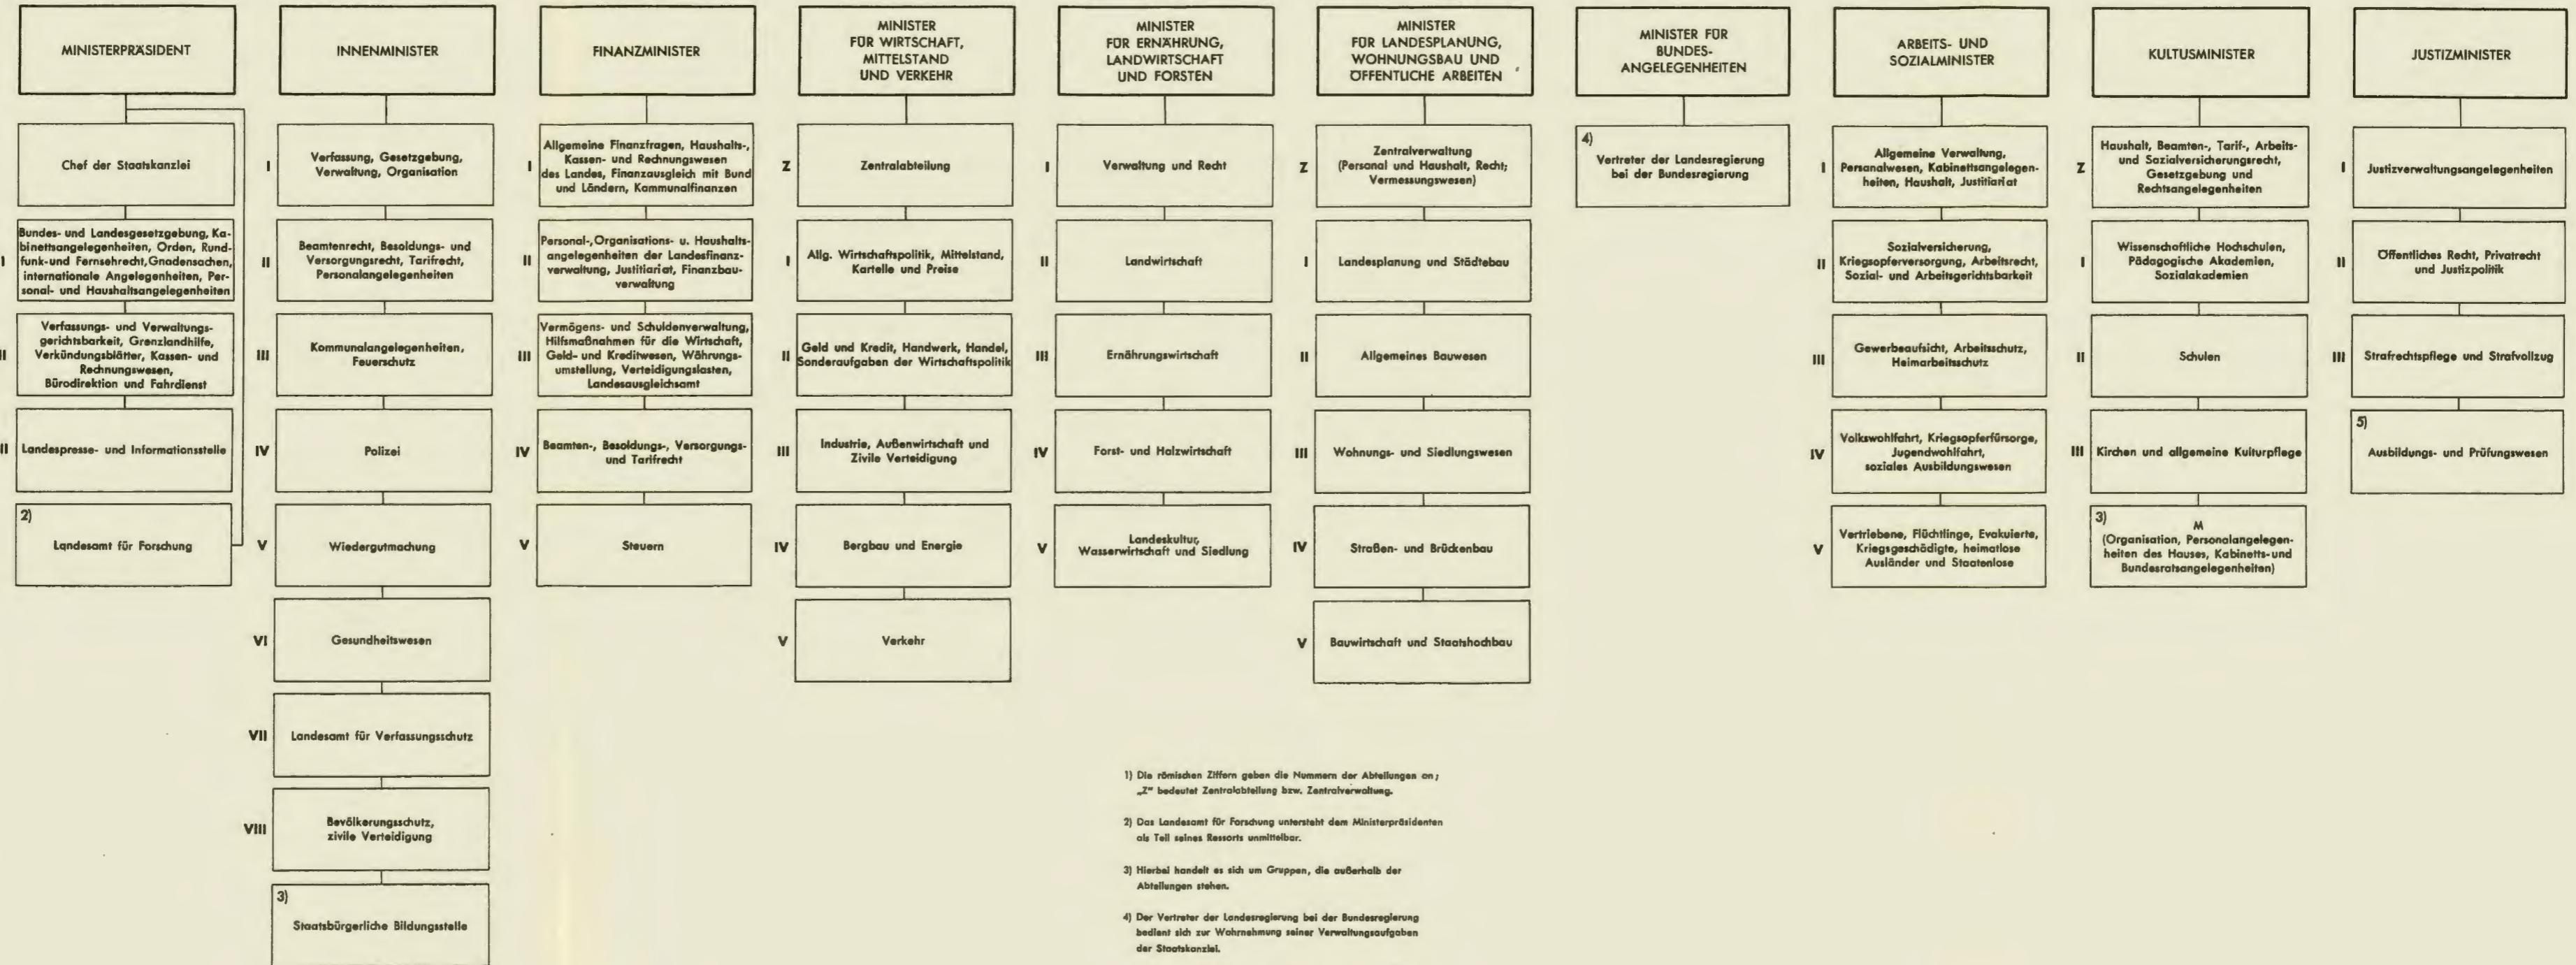 MINISTERPRÄSIDENT
Chef der Staatskanzlei
I
Bundes- und Landesgesetzgebung, Ka-
binettsangelegenheiten, Orden, Rund-
funk-und Fernsehrecht, Gnadensachen,
internationale Angelegenheiten, Per-
sonal- und Haushaltsangelegenheiten
II
Verfassungs- und Verwaltungs-
gerichtsbarkeit, Grenzlandhilfe,
Verkündungsblätter, Kassen- und
Rechnungswesen,
Bürodirektion und Fahrdienst
II
Landespresse- und Informationsstelle
2)
Landesamt für Forschung
INNENMINISTER
I
Verfassung, Gesetzgebung,
Verwaltung, Organisation
II
Beamtenrecht, Besoldungs- und
Versorgungsrecht, Tarifrecht,
Personalangelegenheiten
III
Kommunalangelegenheiten,
Feuerschutz
IV
Polizei
V
Wiedergutmachung
VI
Gesundheitswesen
VII
Landesamt für Verfassungsschutz
VIII
Bevölkerungsschutz,
zivile Verteidigung
3)
Staatsbürgerliche Bildungsstelle
FINANZMINISTER
I
Allgemeine Finanzfragen, Haushalts-,
Kassen- und Rechnungswesen
des Landes, Finanzausgleich mit Bund
und Ländern, Kommunalfinanzen
II
Personal-, Organisations- u. Haushalts-
angelegenheiten der Landesfinanz-
verwaltung, Justitiariat, Finanzbau-
verwaltung
III
Vermögens- und Schuldenverwaltung,
Hilfsmaßnahmen für die Wirtschaft,
Geld- und Kreditwesen, Währungs-
umstellung, Verteidigungslasten,
Landesausgleichsamt
IV
Beamten-, Besoldungs-, Versorgungs-
und Tarifrecht
V
Steuern
MINISTER
FÜR WIRTSCHAFT,
MITTELSTAND
UND VERKEHR
Z
Zentralabteilung
I
Allg. Wirtschaftspolitik, Mittelstand,
Kartelle und Preise
II
Geld und Kredit, Handwerk, Handel,
Sonderaufgaben der Wirtschaftspolitik
III
Industrie, Außenwirtschaft und
Zivile Verteidigung
IV
Bergbau und Energie
V
Verkehr
MINISTER
FÜR ERNÄHRUNG,
LANDWIRTSCHAFT
UND FORSTEN
I
Verwaltung und Recht
II
Landwirtschaft
III
Ernährungswirtschaft
IV
Forst- und Holzwirtschaft
V
Landeskultur,
Wasserwirtschaft und Siedlung
MINISTER
FÜR LANDESPLANUNG,
WOHNUNGSBAU UND
ÖFFENTLICHE ARBEITEN
Z
Zentralverwaltung
(Personal und Haushalt, Recht;
Vermessungswesen)
I
Landesplanung und Städtebau
II
Allgemeines Bauwesen
III
Wohnungs- und Siedlungswesen
IV
Straßen- und Brückenbau
V
Bauwirtschaft und Staatshochbau
MINISTER FÜR
BUNDES-
ANGELEGENHEITEN
4)
Vertreter der Landesregierung
bei der Bundesregierung
ARBEITS- UND
SOZIALMINISTER
I
Allgemeine Verwaltung,
Personalwesen, Kabinettsangelegen-
heiten, Haushalt, Justitiariat
II
Sozialversicherung,
Kriegsopferversorgung, Arbeitsrecht,
Sozial- und Arbeitsgerichtsbarkeit
III
Gewerbeaufsicht, Arbeitsschutz,
Heimarbeitsschutz
IV
Volkswohlfahrt, Kriegsopferfürsorge,
Jugendwohlfahrt,
soziales Ausbildungswesen
V
Vertriebene, Flüchtlinge, Evakuierte,
Kriegsgeschädigte, heimatlose
Ausländer und Staatenlose
KULTUSMINISTER
Z
Haushalt, Beamten-, Tarif-, Arbeits-
und Sozialversicherungsrecht,
Gesetzgebung und
Rechtsangelegenheiten
I
Wissenschaftliche Hochschulen,
Pädagogische Akademien,
Sozialakademien
II
Schulen
III
Kirchen und allgemeine Kulturpflege
3)
M
(Organisation, Personalangelegen-
heiten des Hauses, Kabinetts-und
Bundesratsangelegenheiten)
JUSTIZMINISTER
I
Justizverwaltungsangelegenheiten
II
Öffentliches Recht, Privatrecht
und Justizpolitik
III
Strafrechtspflege und Strafvollzug
5)
Ausbildungs- und Prüfungswesen
1) Die römischen Ziffern geben die Nummern der Abteilungen an;
„Z“ bedeutet Zentralabteilung bzw. Zentralverwaltung.
2) Das Landesamt für Forschung untersteht dem Ministerpräsidenten
als Teil seines Ressorts unmittelbar.
3) Hierbei handelt es sich um Gruppen, die außerhalb der
Abteilungen stehen.
4) Der Vertreter der Landesregierung bei der Bundesregierung
bedient sich zur Wahrnehmung seiner Verwaltungsaufgaben
der Staatskanzlei.